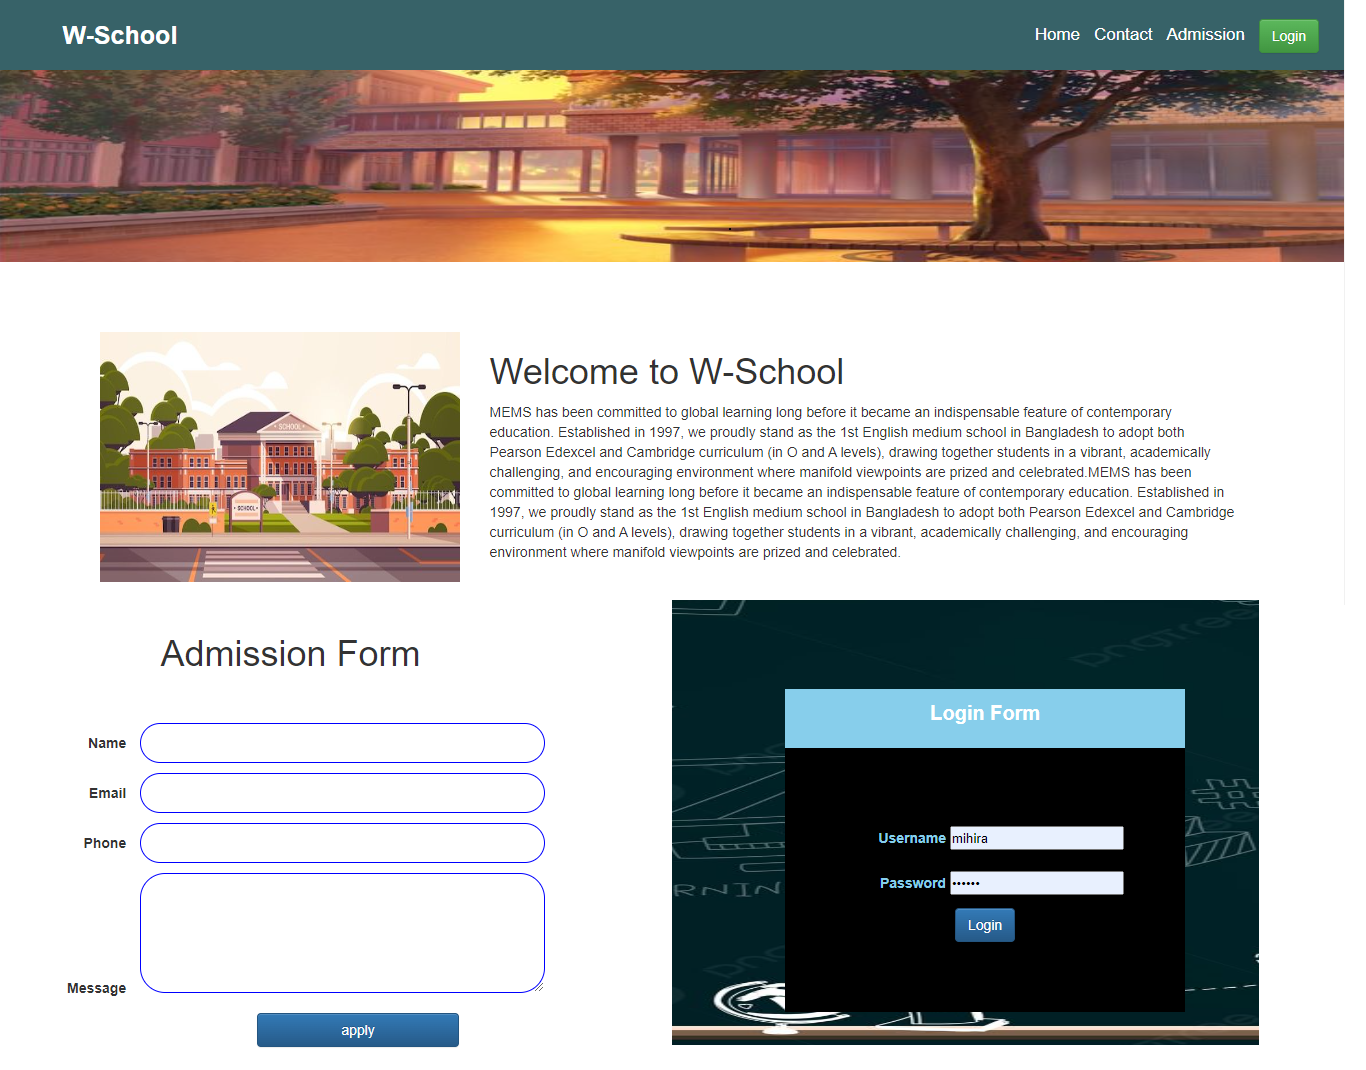 W-School
Home Contact Admission Login
SCHOOL
SCHOOL
Welcome to W-School
MEMS has been committed to global learning long before it became an indispensable feature of contemporary
education. Established in 1997, we proudly stand as the 1st English medium school in Bangladesh to adopt both
Pearson Edexcel and Cambridge curriculum (in O and A levels), drawing together students in a vibrant, academically
challenging, and encouraging environment where manifold viewpoints are prized and celebrated.MEMS has been
committed to global learning long before it became an indispensable feature of contemporary education. Established in
1997, we proudly stand as the 1st English medium school in Bangladesh to adopt both Pearson Edexcel and Cambridge
curriculum (in O and A levels), drawing together students in a vibrant, academically challenging, and encouraging
environment where manifold viewpoints are prized and celebrated.
Admission Form
Name
Email
Phone
Message
apply
pngtree
Login Form
Username mihira
Password ••••••
Login